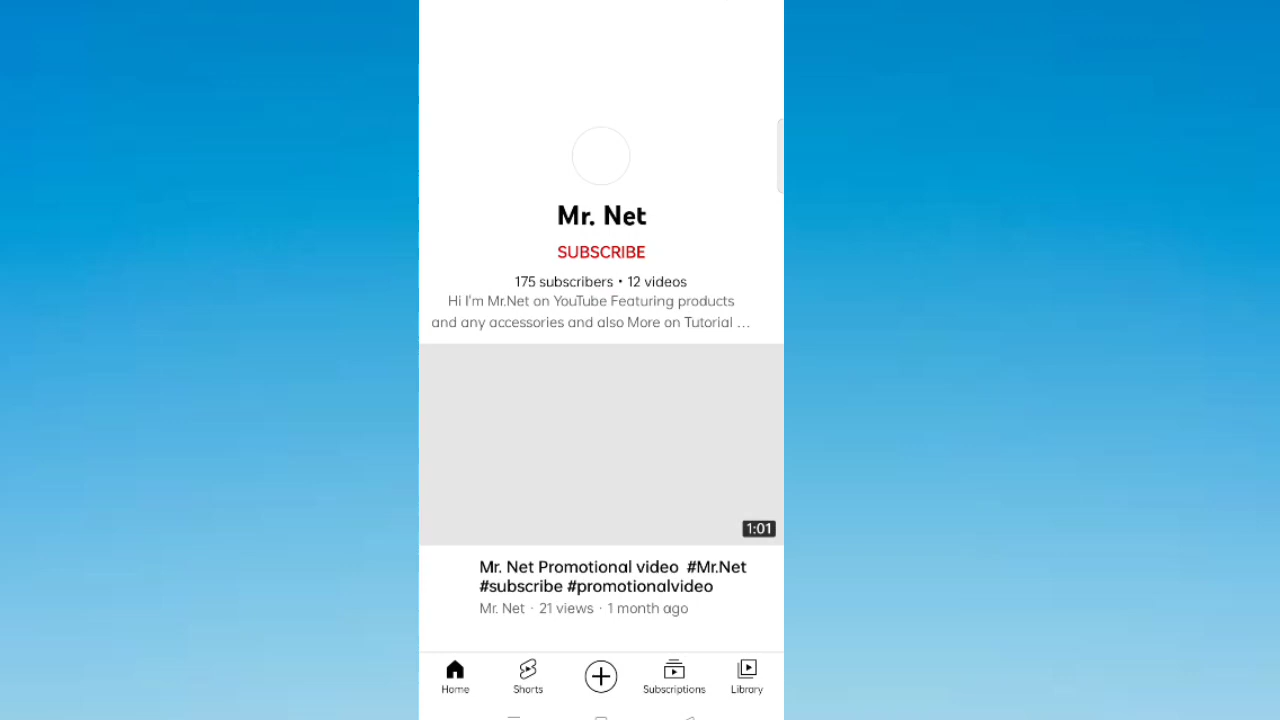 Mr. Net
SUBSCRIBE
175 subscribers • 12 videos
Hi I'm Mr.Net on YouTube Featuring products
and any accessories and also More on Tutorial ...
1:01
Mr. Net Promotional video #Mr.Net
#subscribe #promotionalvideo
Mr. Net · 21 views · 1 month ago
Home Shorts Subscriptions Library